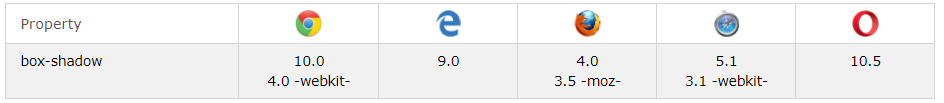 Property
box-shadow
10.0
4.0 -webkit-
9.0
4.0
3.5 -moz-
5.1
3.1 -webkit-
10.5